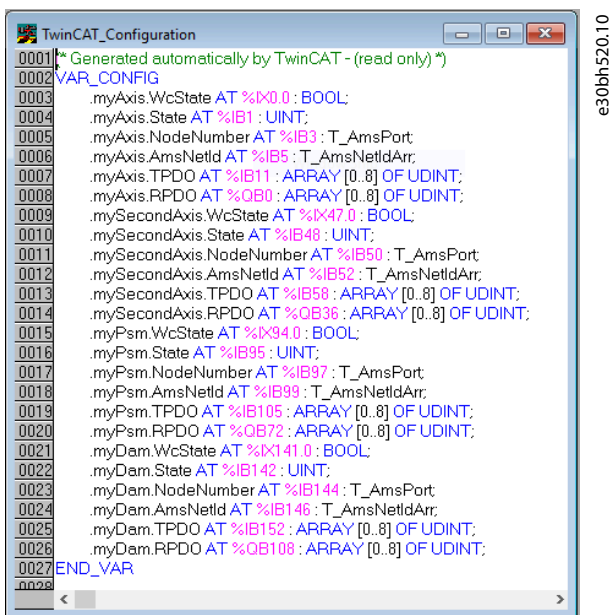 TwinCAT_Configuration
0001 (* Generated automatically by TwinCAT - (read only) *)
0002 VAR_CONFIG
0003 .myAxis.WcState AT %IX0.0 : BOOL;
0004 .myAxis.State AT %IB1 : UINT;
0005 .myAxis.NodeNumber AT %IB3 : T_AmsPort;
0006 .myAxis.AmsNetId AT %IB5 : T_AmsNetIdArr;
0007 .myAxis.TPDO AT %IB11 : ARRAY [0..8] OF UDINT;
0008 .myAxis.RPDO AT %QB0 : ARRAY [0..8] OF UDINT;
0009 .mySecondAxis.WcState AT %IX47.0 : BOOL;
0010 .mySecondAxis.State AT %IB48 : UINT;
0011 .mySecondAxis.NodeNumber AT %IB50 : T_AmsPort;
0012 .mySecondAxis.AmsNetId AT %IB52 : T_AmsNetIdArr;
0013 .mySecondAxis.TPDO AT %IB58 : ARRAY [0..8] OF UDINT;
0014 .mySecondAxis.RPDO AT %QB36 : ARRAY [0..8] OF UDINT;
0015 .myPsm.WcState AT %IX94.0 : BOOL;
0016 .myPsm.State AT %IB95 : UINT;
0017 .myPsm.NodeNumber AT %IB97 : T_AmsPort;
0018 .myPsm.AmsNetId AT %IB99 : T_AmsNetIdArr;
0019 .myPsm.TPDO AT %IB105 : ARRAY [0..8] OF UDINT;
0020 .myPsm.RPDO AT %QB72 : ARRAY [0..8] OF UDINT;
0021 .myDam.WcState AT %IX141.0 : BOOL;
0022 .myDam.State AT %IB142 : UINT;
0023 .myDam.NodeNumber AT %IB144 : T_AmsPort;
0024 .myDam.AmsNetId AT %IB146 : T_AmsNetIdArr;
0025 .myDam.TPDO AT %IB152 : ARRAY [0..8] OF UDINT;
0026 .myDam.RPDO AT %QB108 : ARRAY [0..8] OF UDINT;
0027 END_VAR
0028
e30bh520.10